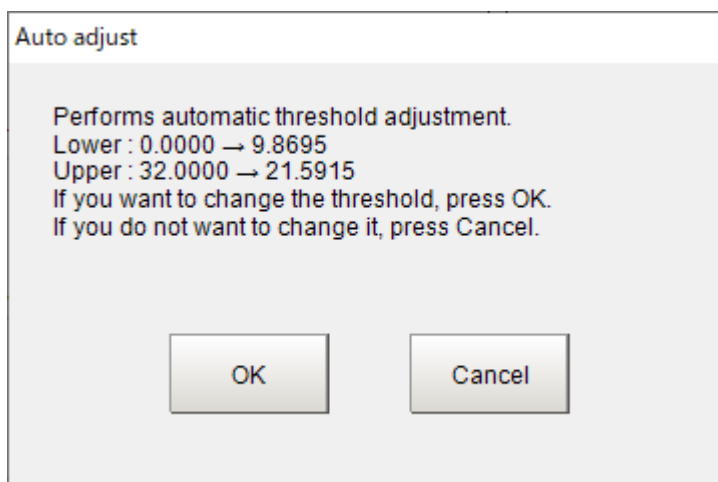 Auto adjust
Performs automatic threshold adjustment.
Lower : 0.0000 → 9.8695
Upper : 32.0000 → 21.5915
If you want to change the threshold, press OK.
If you do not want to change it, press Cancel.
OK
Cancel